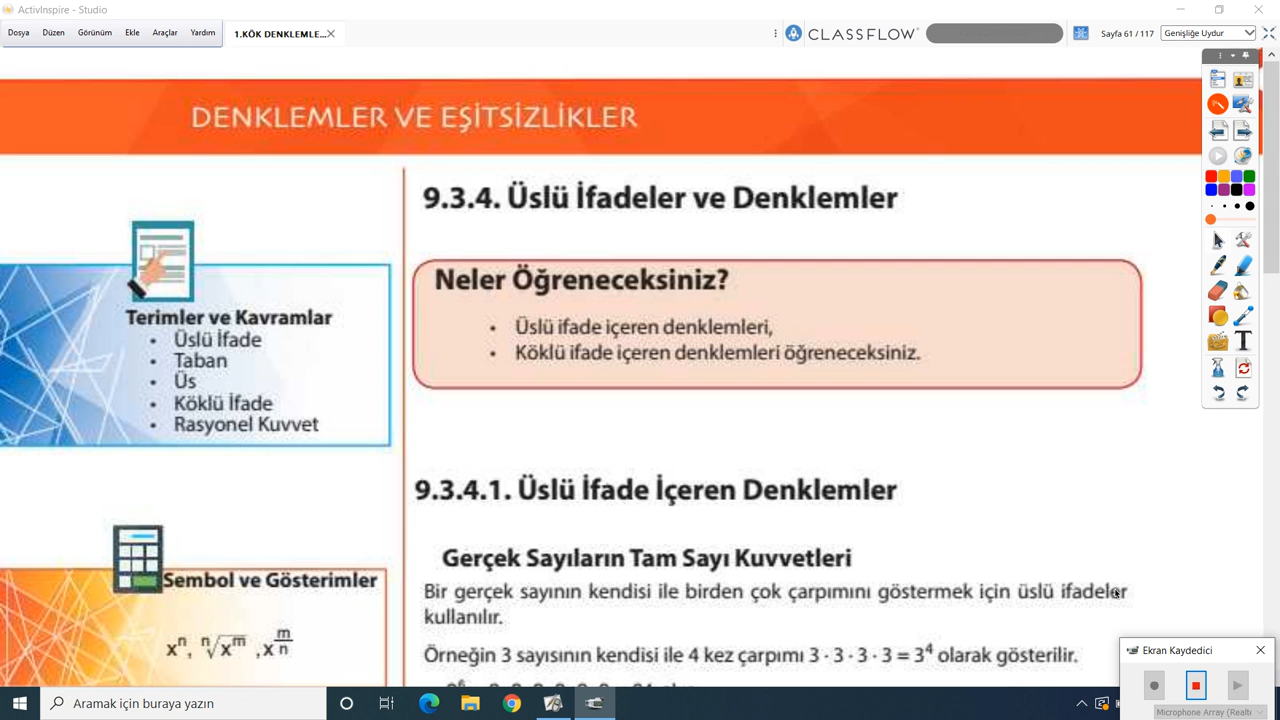 ActivInspire - Studio
Dosya Düzen Görünüm Ekle Araçlar Yardım
1.KÖK DENKLEMLE...
CLASSFLOW
Sayfa 61 / 117
Genişliğe Uydur
DENKLEMLER VE EŞİTSİZLİKLER
9.3.4. Üslü İfadeler ve Denklemler
Neler Öğreneceksiniz?
• Üslü ifade içeren denklemleri,
• Köklü ifade içeren denklemleri öğreneceksiniz.
Terimler ve Kavramlar
• Üslü İfade
• Taban
• Üs
• Köklü İfade
• Rasyonel Kuvvet
9.3.4.1. Üslü İfade İçeren Denklemler
Gerçek Sayıların Tam Sayı Kuvvetleri
Bir gerçek sayının kendisi ile birden çok çarpımını göstermek için üslü ifadeler
kullanılır.
Örneğin 3 sayısının kendisi ile 4 kez çarpımı 3 · 3 · 3 · 3 = 3⁴ olarak gösterilir.
Sembol ve Gösterimler
xⁿ, ⁿ√xᵐ , x^(m/n)
Ekran Kaydedici
Microphone Array (Realt
Aramak için buraya yazın